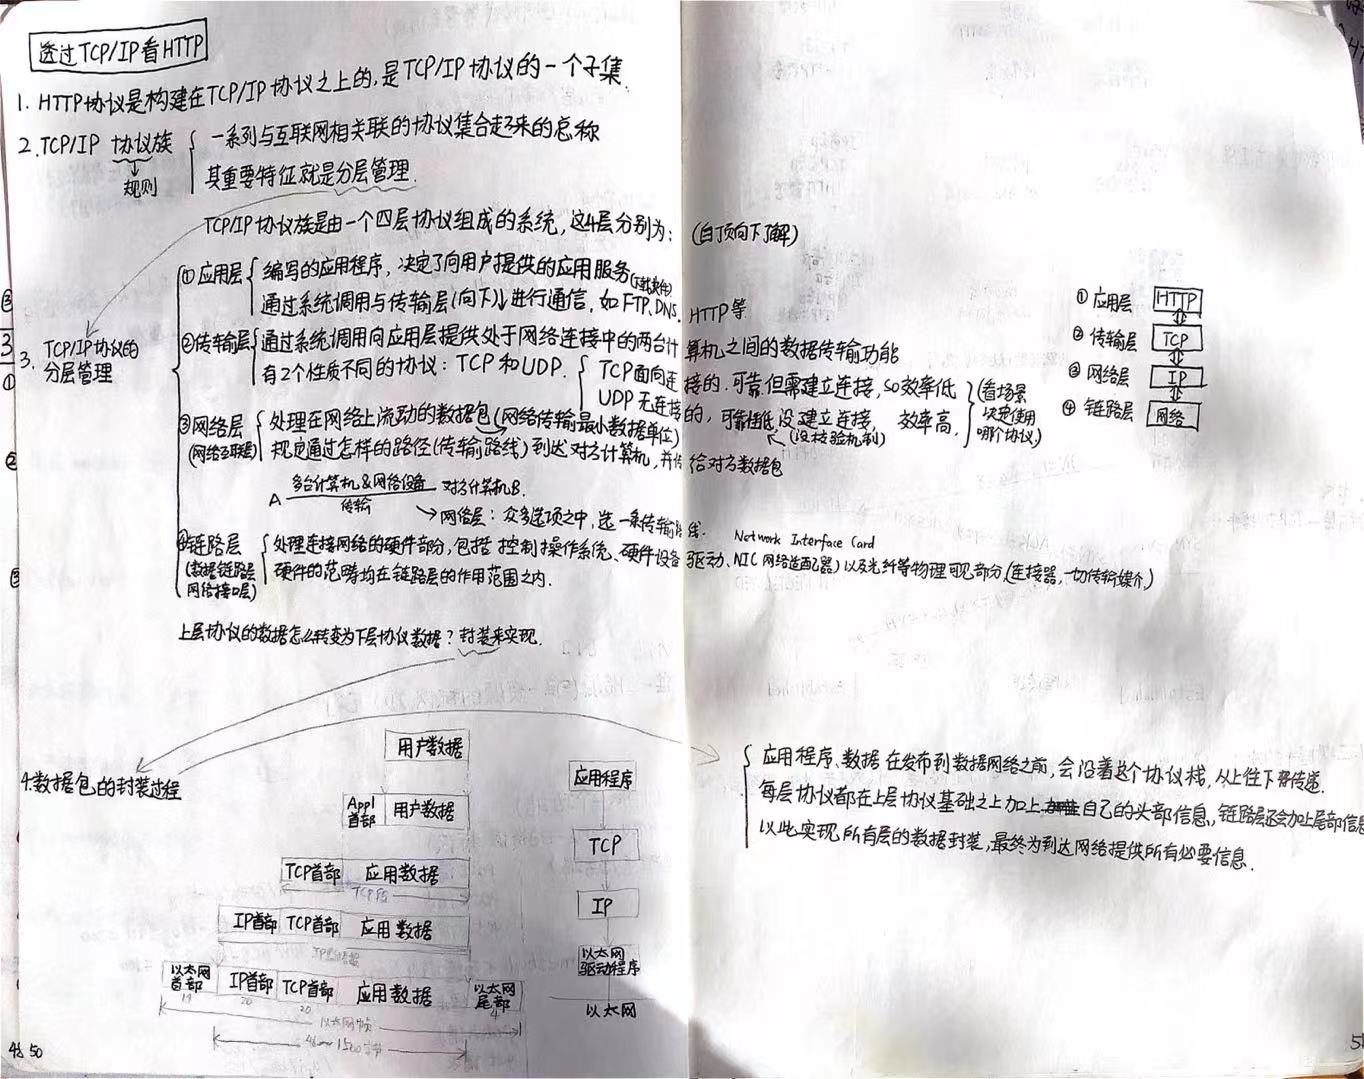 透过TCP/IP看HTTP
1. HTTP协议是构建在TCP/IP协议之上的,是TCP/IP协议的一个子集.
2. TCP/IP 协议族
规则
一系列与互联网相关联的协议集合起来的总称
其重要特征就是分层管理.
TCP/IP协议族是由一个四层协议组成的系统,这4层分别为: (自顶向下了解)
3. TCP/IP协议的
分层管理
①应用层
编写的应用程序,决定了向用户提供的应用服务(下载文件)
通过系统调用与传输层(向下)进行通信,如FTP,DNS, HTTP等
②传输层
通过系统调用向应用层提供处于网络连接中的两台计算机之间的数据传输功能
有2个性质不同的协议: TCP和UDP.
TCP面向连接的.可靠但需建立连接,so效率低
UDP无连接的,可靠性低,没建立连接, 效率高.
(没校验机制)
(看场景
决定使用
哪个协议)
③网络层
(网络互联层)
处理在网络上流动的数据包(网络传输最小数据单位)
规定通过怎样的路径(传输路线)到达对方计算机,并传给对方数据包
A 多台计算机&网络设备 对方计算机B.
传输
网络层: 众多选项之中,选一条传输路线.
④链路层
(数据链路层
网络接口层)
Network Interface Card
处理连接网络的硬件部分,包括 控制操作系统、硬件设备驱动、NIC网络适配器)以及光纤等物理可见部分(连接器,一切传输媒介)
硬件的范畴均在链路层的作用范围之内.
① 应用层 HTTP
② 传输层 TCP
③ 网络层 IP
④ 链路层 网络
上层协议的数据怎么转变为下层协议数据? 封装来实现.
4.数据包的封装过程
用户数据
Appl
首部 用户数据
TCP首部 应用数据
TCP段
IP首部 TCP首部 应用数据
IP数据报
以太网
首部 IP首部 TCP首部 应用数据 以太网
尾部
14 20 20 4
以太网帧
46~1500字节
应用程序
TCP
IP
以太网
驱动程序
以太网
应用程序、数据 在发布到数据网络之前,会沿着这个协议栈,从上往下传递.
每层协议都在上层协议基础之上加上自己的头部信息,链路层还会加上尾部信息
以此实现所有层的数据封装,最终为到达网络提供所有必要信息.
50